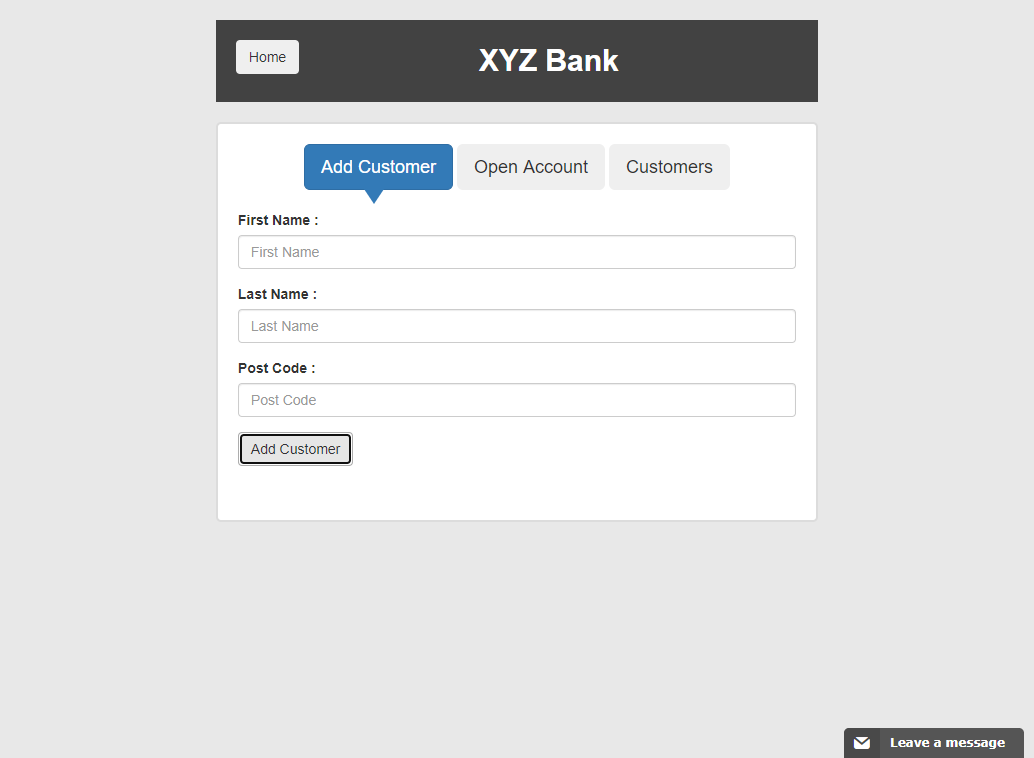 Home
XYZ Bank
Add Customer
Open Account
Customers
First Name :
First Name
Last Name :
Last Name
Post Code :
Post Code
Add Customer
Leave a message